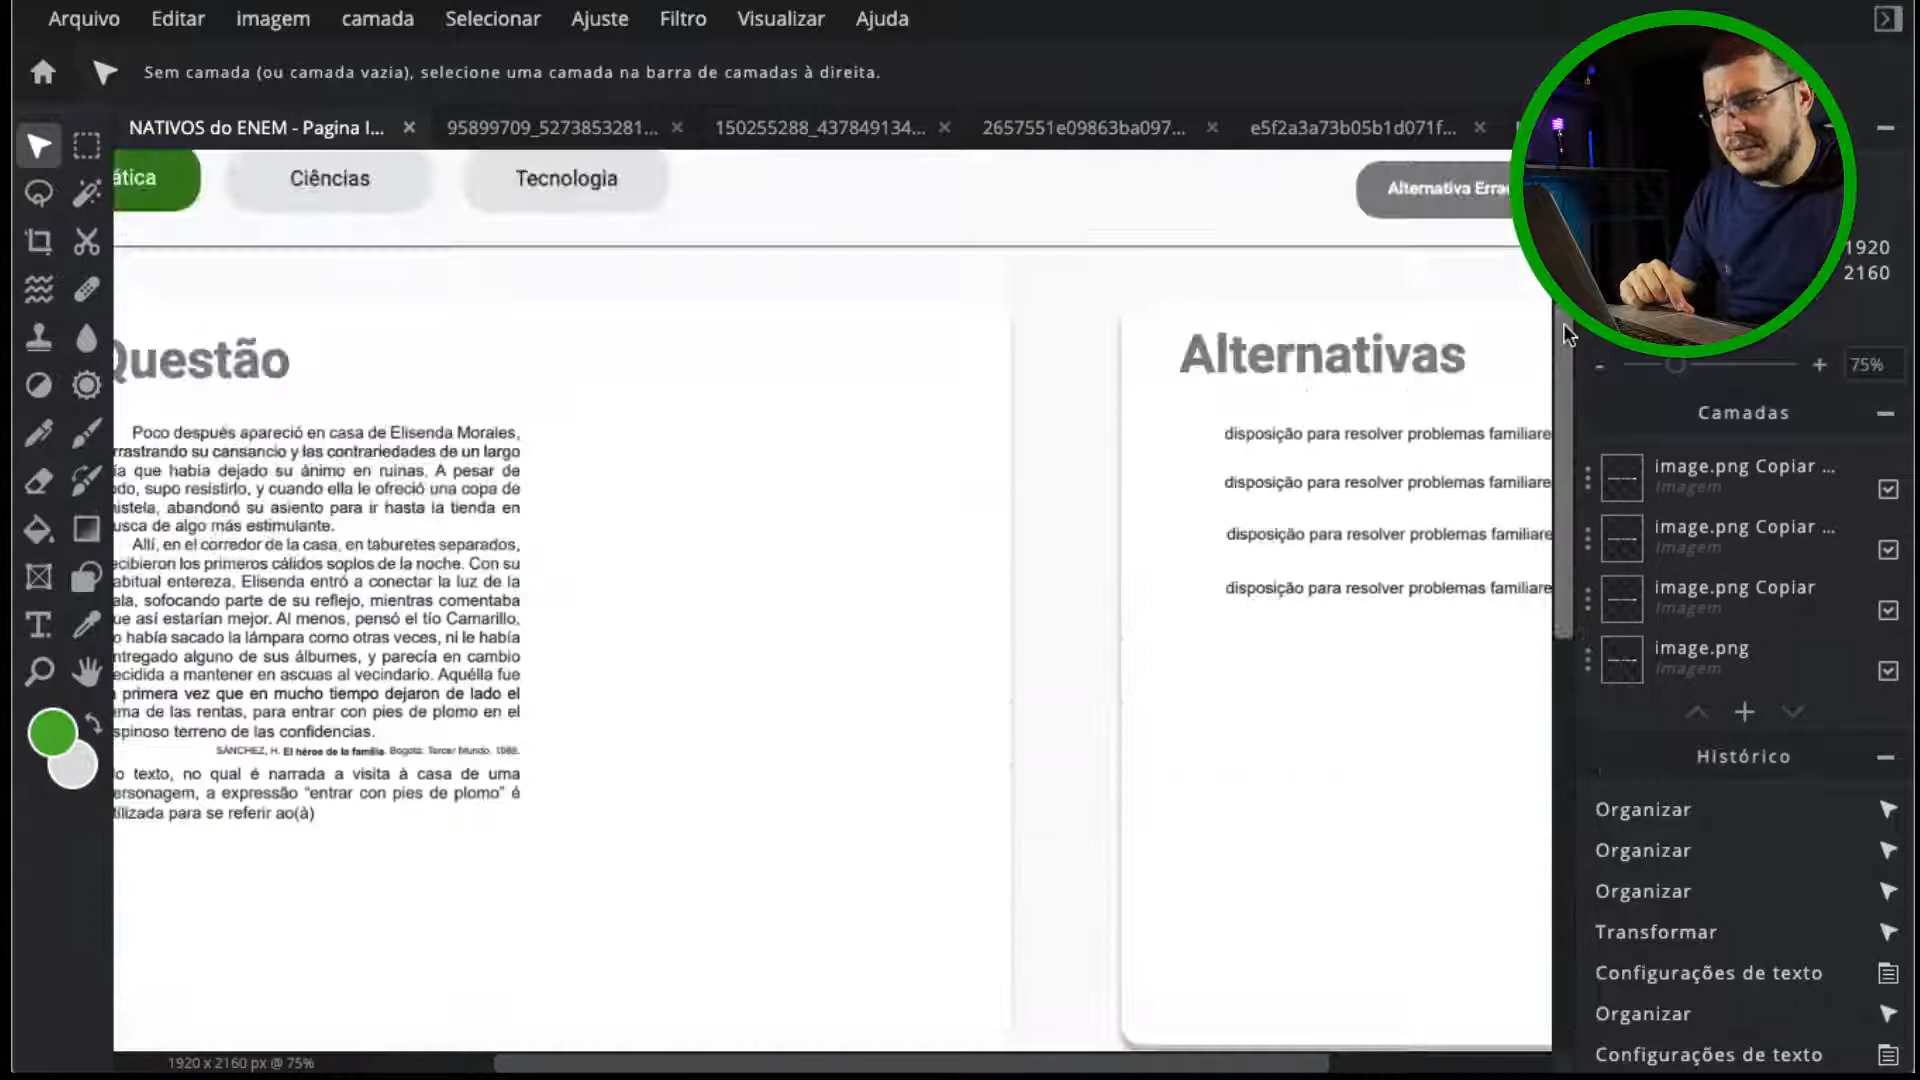 Arquivo Editar imagem camada Selecionar Ajuste Filtro Visualizar Ajuda
Sem camada (ou camada vazia), selecione uma camada na barra de camadas à direita.
NATIVOS do ENEM - Pagina I... 95899709_5273853281... 150255288_437849134... 2657551e09863ba097... e5f2a3a73b05b1d071f...
ática Ciências Tecnologia Alternativa Erra
1920
2160
75%
Questão
Poco después apareció en casa de Elisenda Morales,
rrastrando su cansancio y las contrariedades de un largo
ía que había dejado su ánimo en ruinas. A pesar de
do, supo resistirlo, y cuando ella le ofreció una copa de
istela, abandonó su asiento para ir hasta la tienda en
usca de algo más estimulante.
Allí, en el corredor de la casa, en taburetes separados,
ecibieron los primeros cálidos soplos de la noche. Con su
abitual entereza, Elisenda entró a conectar la luz de la
ala, sofocando parte de su reflejo, mientras comentaba
ue así estarían mejor. Al menos, pensó el tío Camarillo,
o había sacado la lámpara como otras veces, ni le había
ntregado alguno de sus álbumes, y parecía en cambio
ecidida a mantener en ascuas al vecindario. Aquélla fue
primera vez que en mucho tiempo dejaron de lado el
ma de las rentas, para entrar con pies de plomo en el
spinoso terreno de las confidencias.
SÁNCHEZ, H. El héroe de la familia. Bogotá: Tercer Mundo, 1988.
o texto, no qual é narrada a visita à casa de uma
ersonagem, a expressão "entrar con pies de plomo" é
tilizada para se referir ao(à)
Alternativas
disposição para resolver problemas familiare
disposição para resolver problemas familiare
disposição para resolver problemas familiare
disposição para resolver problemas familiare
Camadas
image.png Copiar ...
Imagem
image.png Copiar ...
Imagem
image.png Copiar
Imagem
image.png
Imagem
Histórico
Organizar
Organizar
Organizar
Transformar
Configurações de texto
Organizar
Configurações de texto
1920 x 2160 px @ 75%